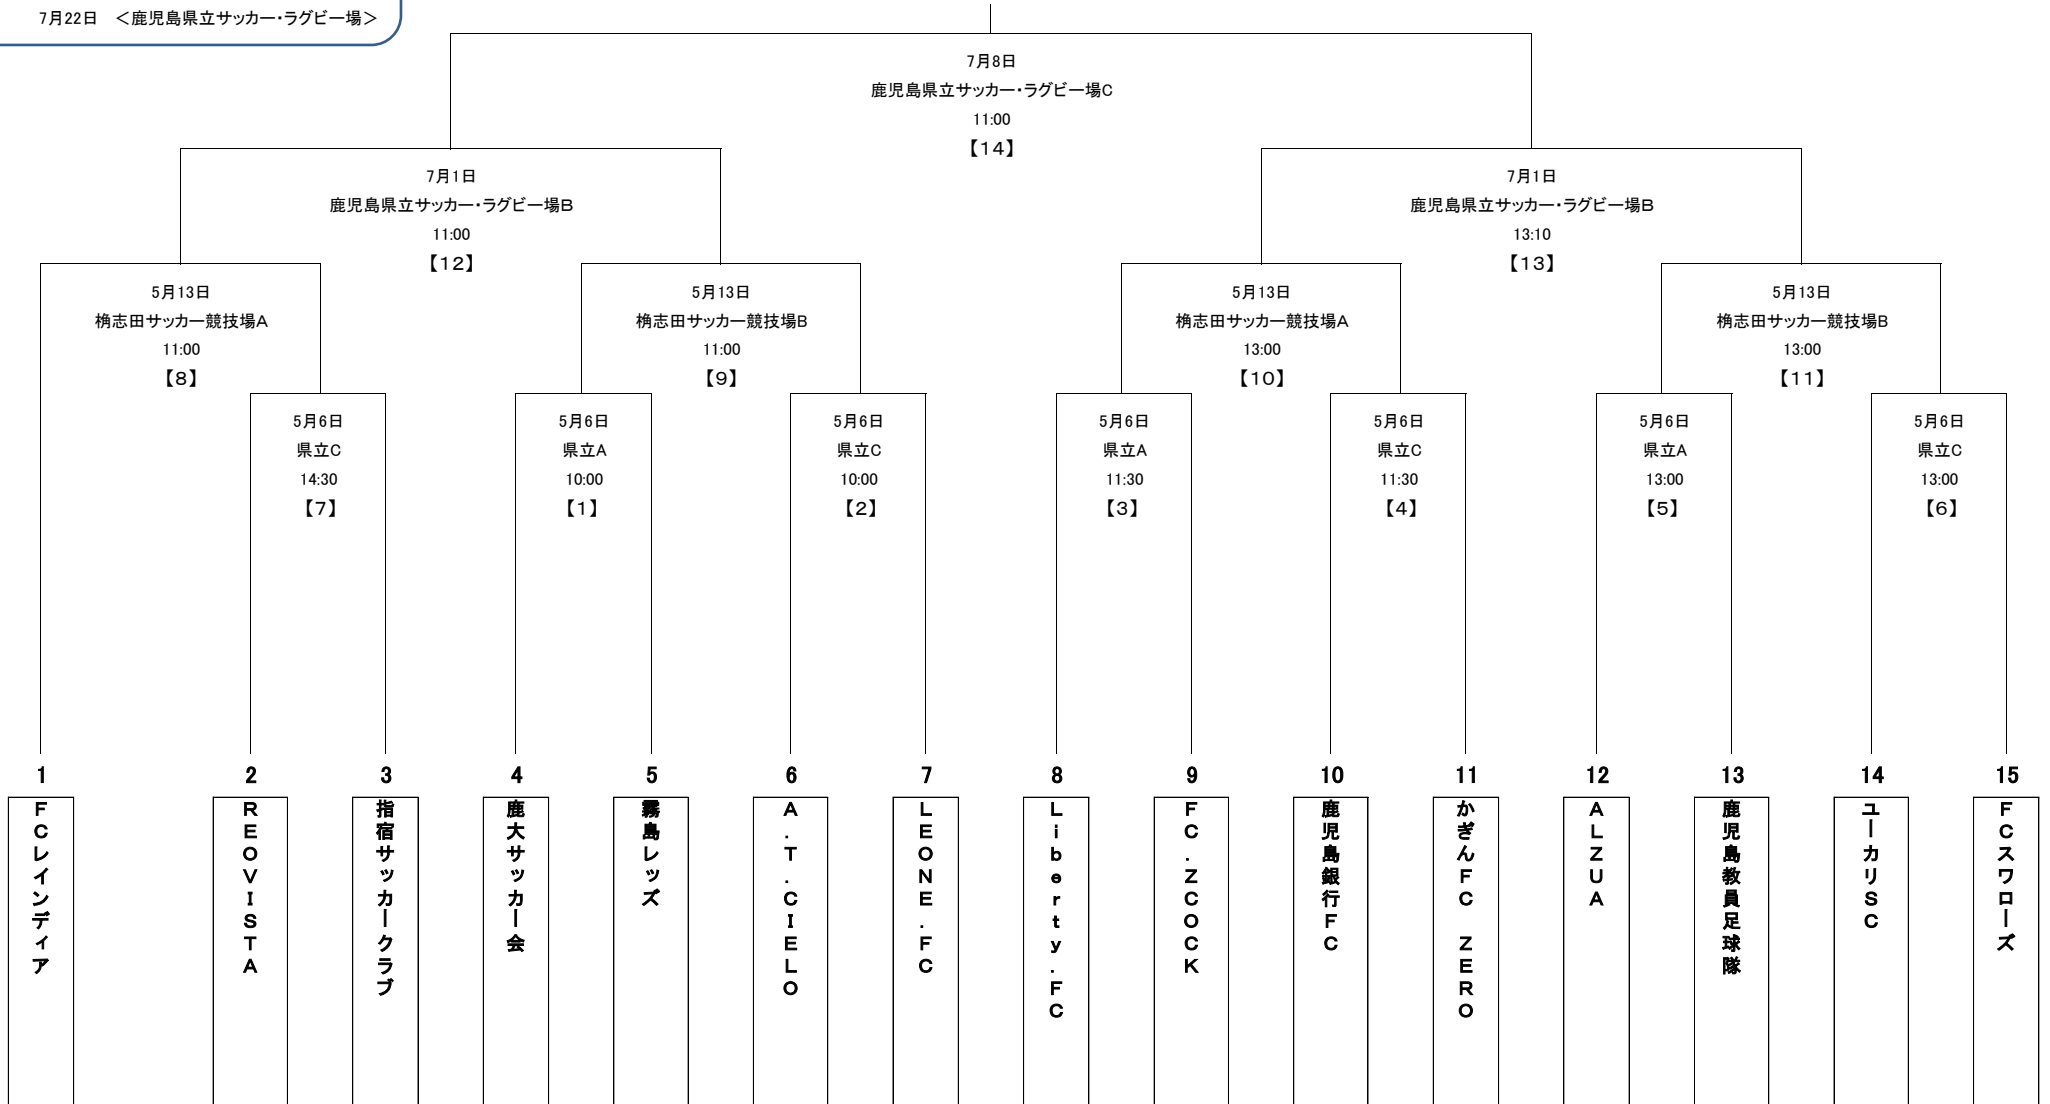 7月22日　＜鹿児島県立サッカー・ラグビー場＞
7月8日
鹿児島県立サッカー・ラグビー場C
11:00
【14】
7月1日
鹿児島県立サッカー・ラグビー場B
11:00
【12】
7月1日
鹿児島県立サッカー・ラグビー場B
13:10
【13】
5月13日
桷志田サッカー競技場A
11:00
【8】
5月13日
桷志田サッカー競技場B
11:00
【9】
5月13日
桷志田サッカー競技場A
13:00
【10】
5月13日
桷志田サッカー競技場B
13:00
【11】
5月6日
県立C
14:30
【7】
5月6日
県立A
10:00
【1】
5月6日
県立C
10:00
【2】
5月6日
県立A
11:30
【3】
5月6日
県立C
11:30
【4】
5月6日
県立A
13:00
【5】
5月6日
県立C
13:00
【6】
1
FCレインディア
2
REOVISTA
3
指宿サッカークラブ
4
鹿大サッカー会
5
霧島レッズ
6
A.T.CIELO
7
LEONE.FC
8
Liberty.FC
9
FC.ZCOCK
10
鹿児島銀行FC
11
かぎんFC　ZERO
12
ALZUA
13
鹿児島教員足球隊
14
ユーカリSC
15
FCスワローズ